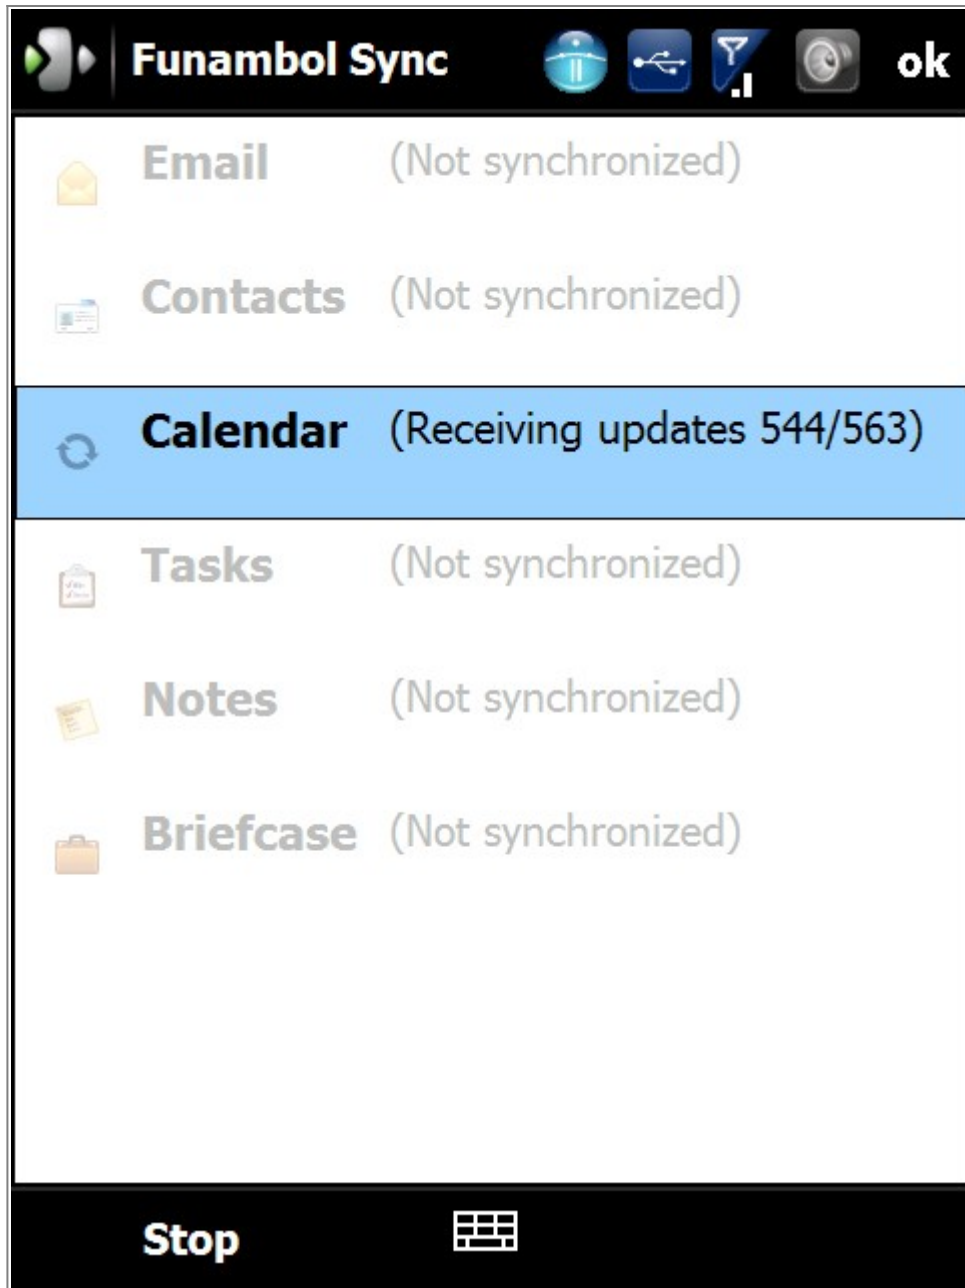 Funambol Sync ok
Email (Not synchronized)
Contacts (Not synchronized)
Calendar (Receiving updates 544/563)
Tasks (Not synchronized)
Notes (Not synchronized)
Briefcase (Not synchronized)
Stop